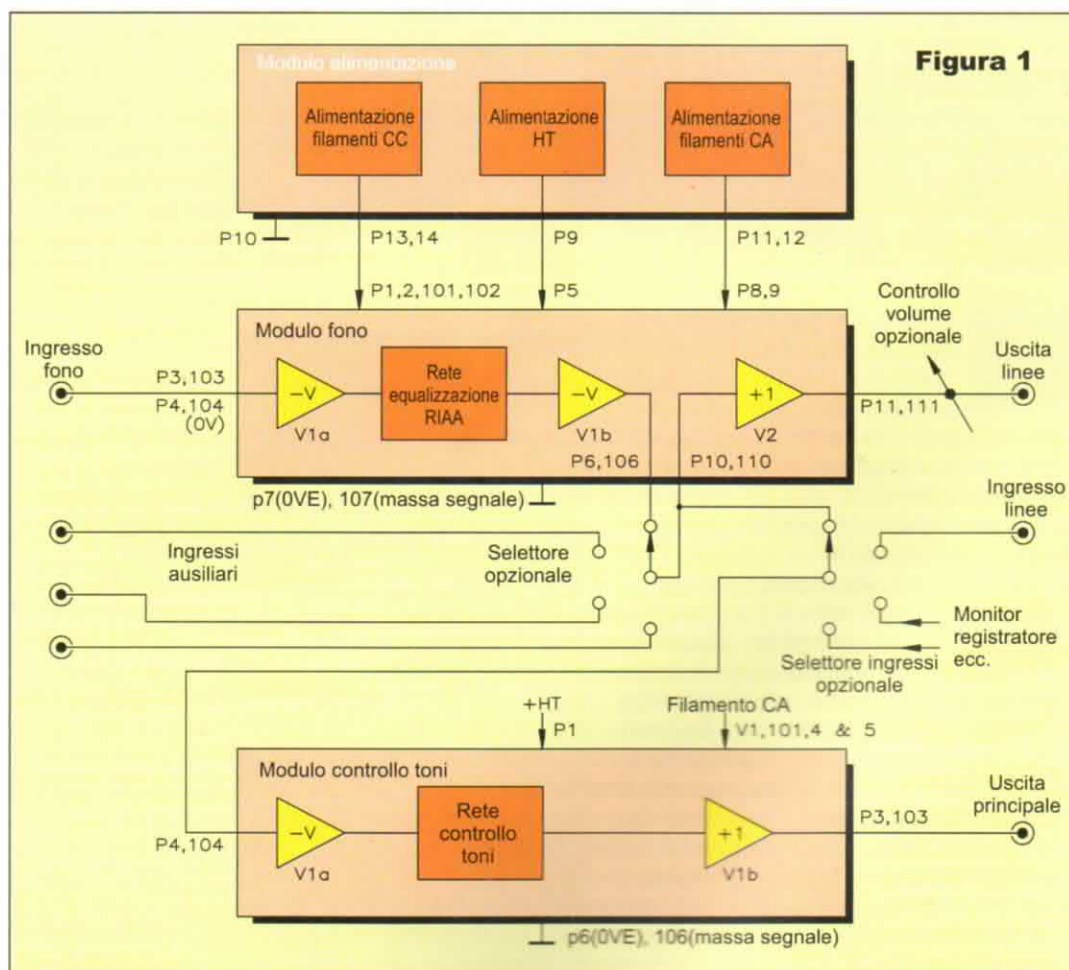 Figura 1
Modulo alimentazione
Alimentazione
filamenti CC
Alimentazione
HT
Alimentazione
filamenti CA
P10
P13,14
P9
P11,12
P1,2,101,102
P5
P8,9
Controllo
volume
opzionale
Modulo fono
Ingresso
fono
Uscita
linee
P3,103
P4,104
(0V)
-V
V1a
Rete
equalizzazione
RIAA
-V
V1b
+1
V2
P11,111
P6,106
P10,110
p7(0VE), 107(massa segnale)
Ingresso
linee
Ingressi
ausiliari
Selettore
opzionale
Monitor
registratore
ecc.
Selettore ingressi
opzionale
+HT
P1
Filamento CA
V1,101,4 & 5
Modulo controllo toni
P4,104
-V
V1a
Rete
controllo
toni
+1
V1b
P3,103
Uscita
principale
p6(0VE), 106(massa segnale)